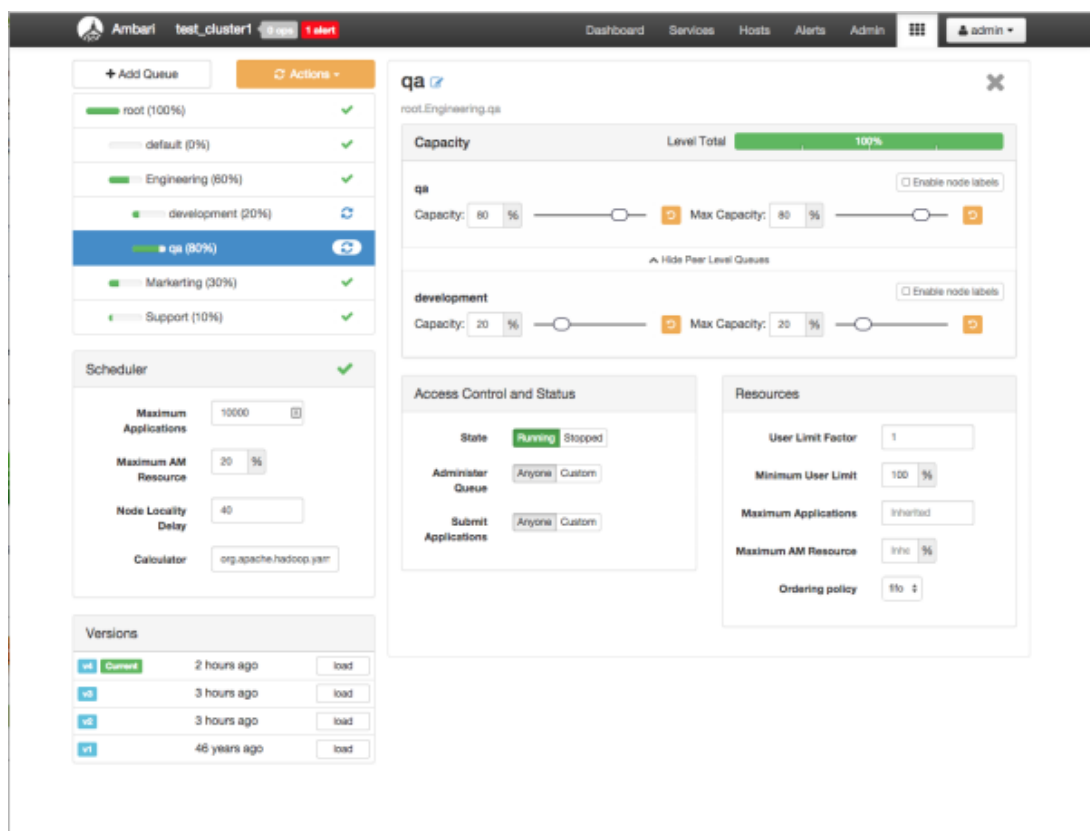 Ambari test_cluster1 0 ops 1 alert Dashboard Services Hosts Alerts Admin admin
+ Add Queue Actions
root (100%)
default (0%)
Engineering (60%)
development (20%)
qa (80%)
Markerting (30%)
Support (10%)
Scheduler
Maximum Applications 10000
Maximum AM Resource 20 %
Node Locality Delay 40
Calculator org.apache.hadoop.yarr
Versions
v4 Current 2 hours ago load
v3 3 hours ago load
v2 3 hours ago load
v1 46 years ago load
qa
root.Engineering.qa
Capacity Level Total 100%
qa Enable node labels
Capacity: 80 % Max Capacity: 80 %
Hide Peer Level Queues
development Enable node labels
Capacity: 20 % Max Capacity: 20 %
Access Control and Status
State Running Stopped
Administer Queue Anyone Custom
Submit Applications Anyone Custom
Resources
User Limit Factor 1
Minimum User Limit 100 %
Maximum Applications Inherited
Maximum AM Resource Inhe %
Ordering policy fifo